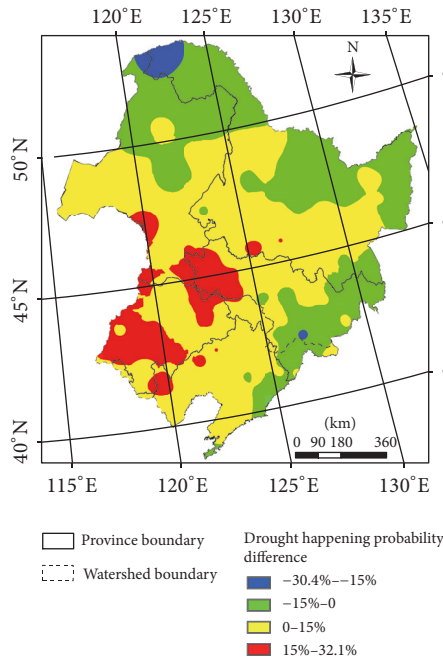 120°E 125°E 130°E 135°E
N
50°N
45°N
40°N
(km)
0 90 180 360
115°E 120°E 125°E 130°E
Province boundary
Watershed boundary
Drought happening probability
difference
−30.4%–−15%
−15%–0
0–15%
15%–32.1%